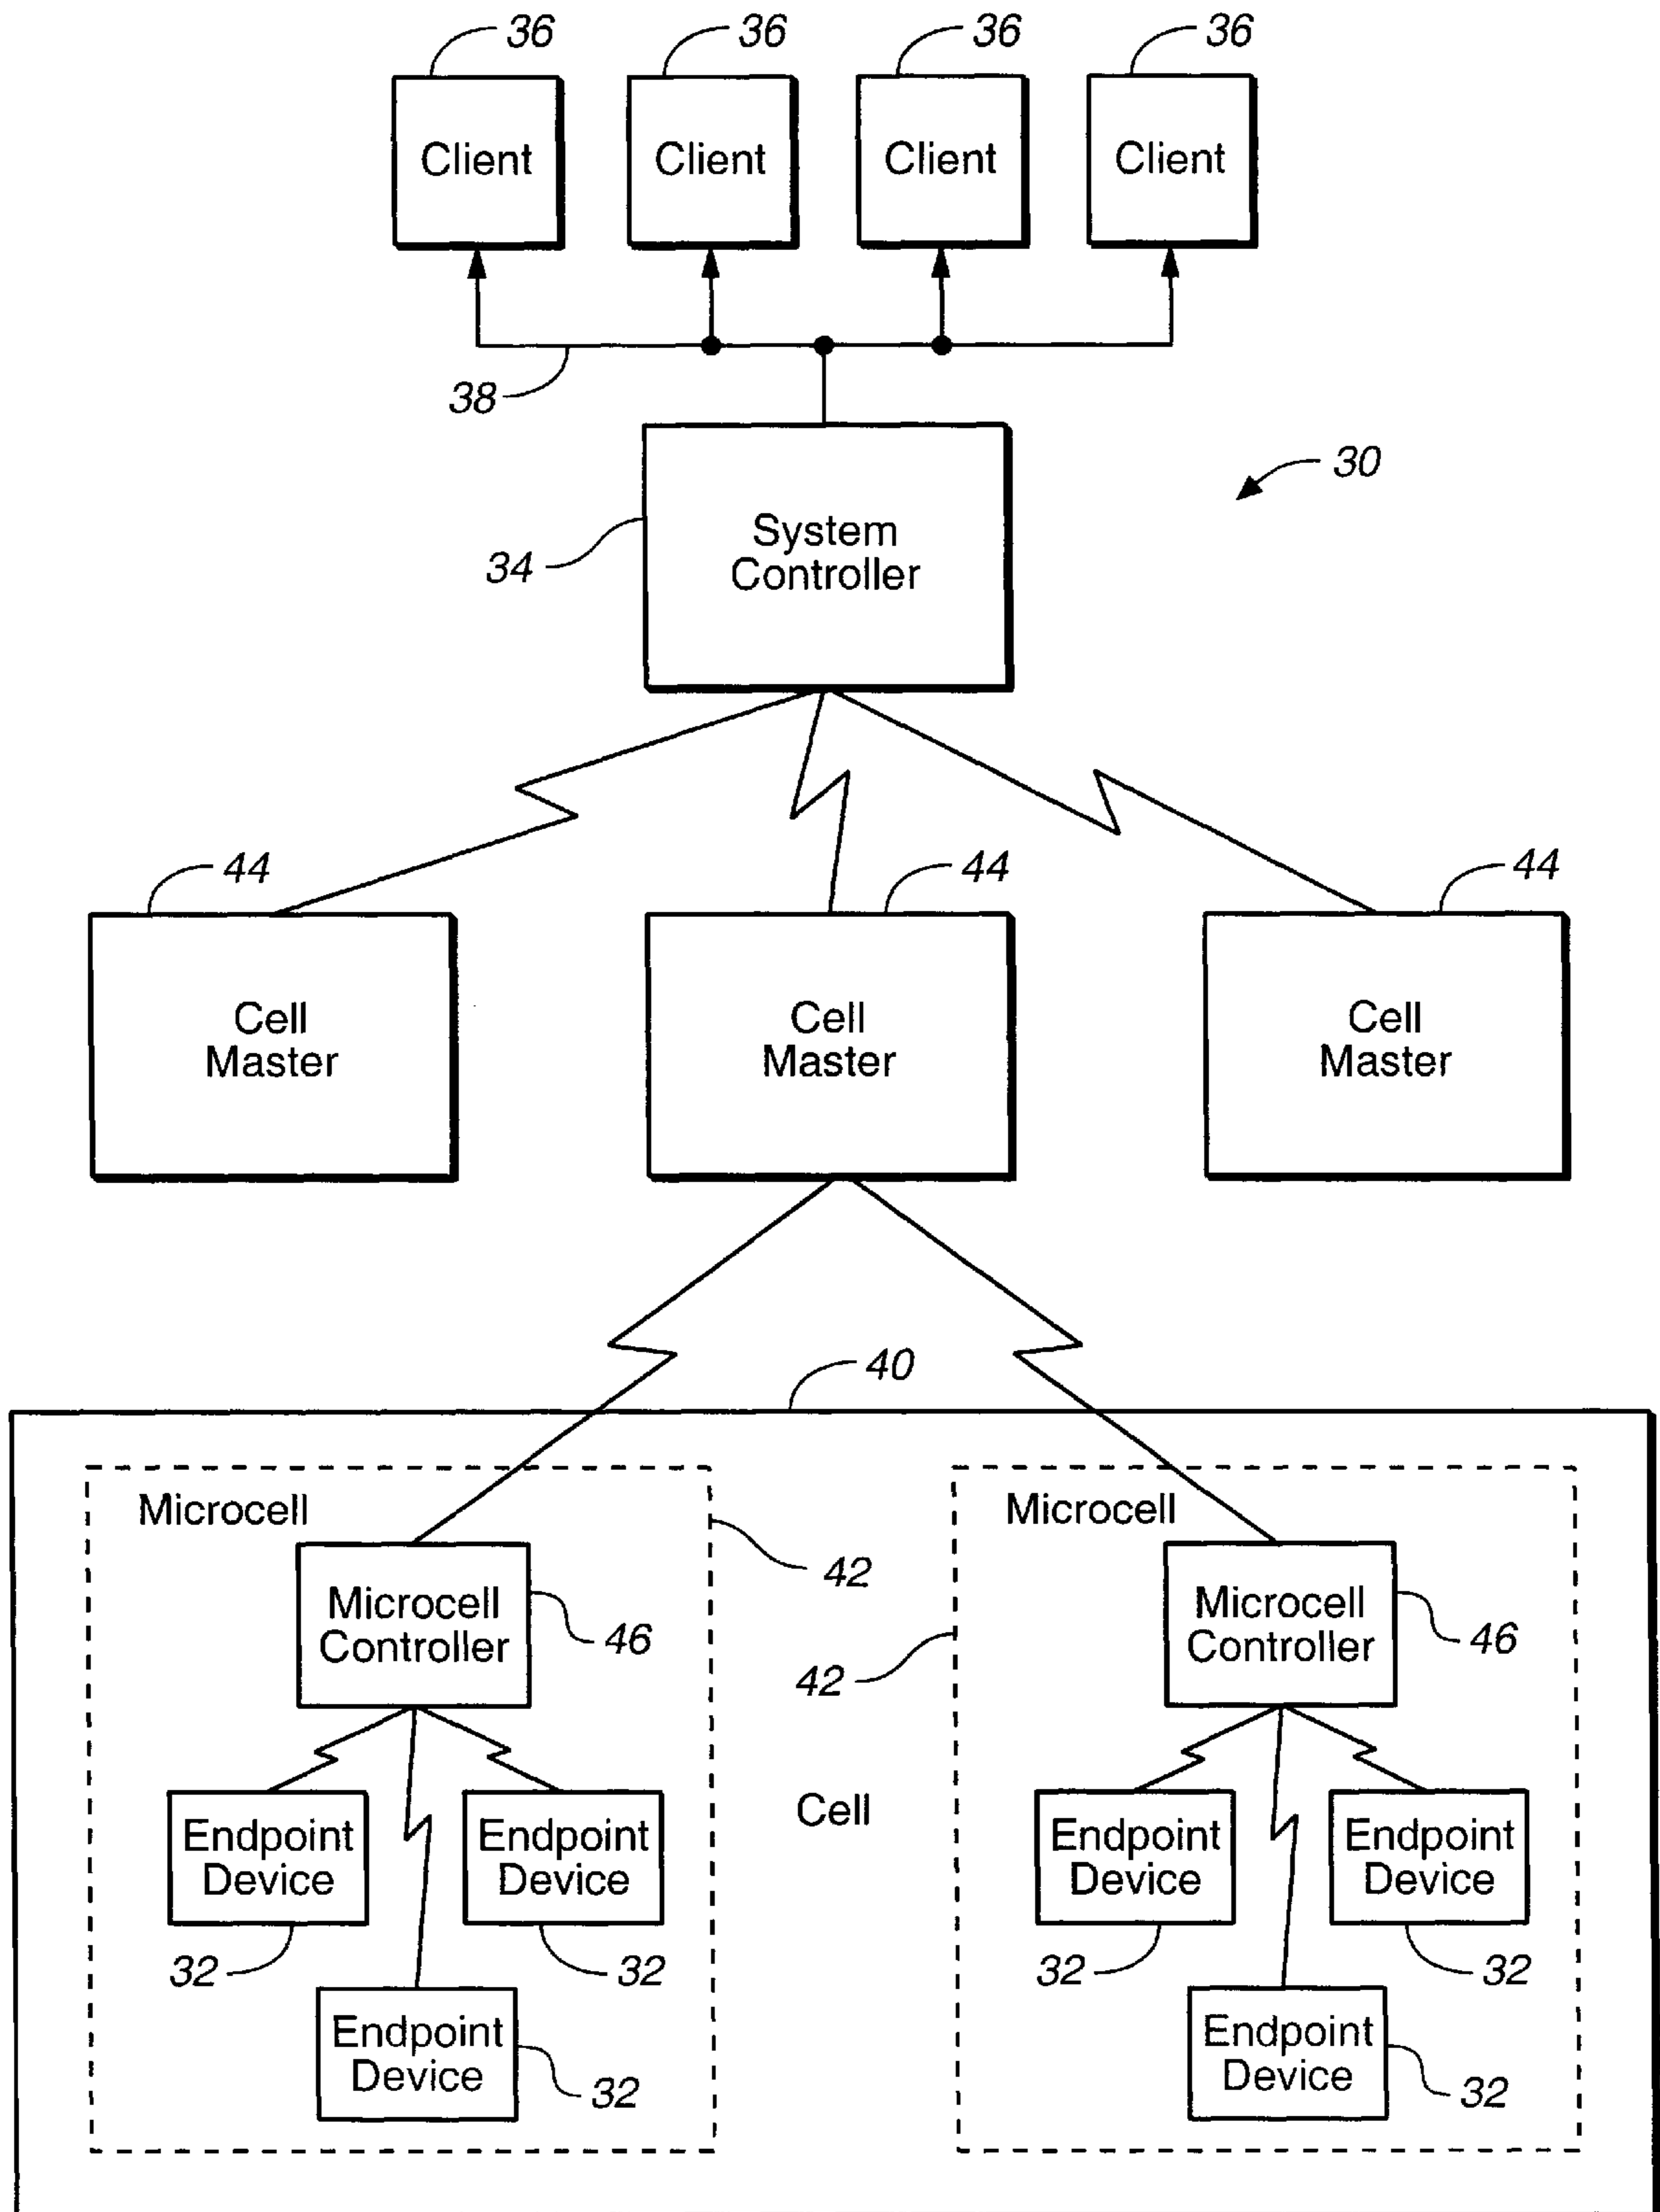 36 36 36 36
Client Client Client Client
38
30
System
Controller
34
44 44 44
Cell
Master
Cell
Master
Cell
Master
40
Microcell
Microcell
42
Microcell
Controller
46
Microcell
Controller
46
42
Cell
Endpoint
Device
Endpoint
Device
Endpoint
Device
Endpoint
Device
32 32 32 32
Endpoint
Device
32
Endpoint
Device
32